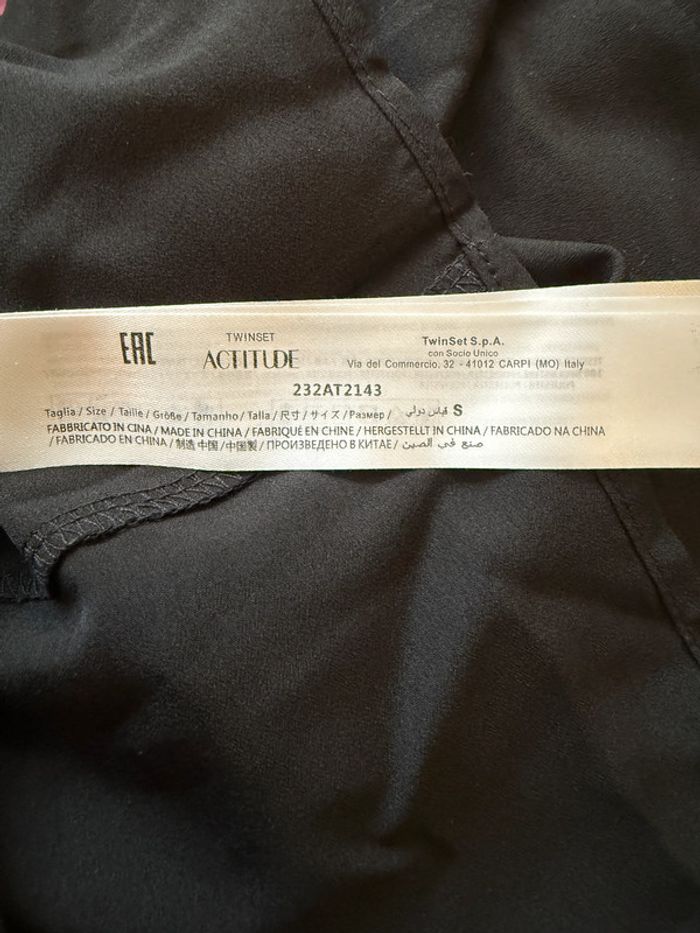 EAC
TWINSET
ACTITUDE
TwinSet S.p.A.
con Socio Unico
Via del Commercio, 32 - 41012 CARPI (MO) Italy
232AT2143
Taglia / Size / Taille / Größe / Tamanho / Talla / 尺寸 / サイズ / Размер / قياس دولي S
FABBRICATO IN CINA / MADE IN CHINA / FABRIQUÉ EN CHINE / HERGESTELLT IN CHINA / FABRICADO NA CHINA
/ FABRICADO EN CHINA / 制造 中国 / 中国製 / ПРОИЗВЕДЕНО В КИТАЕ / صنع في الصين